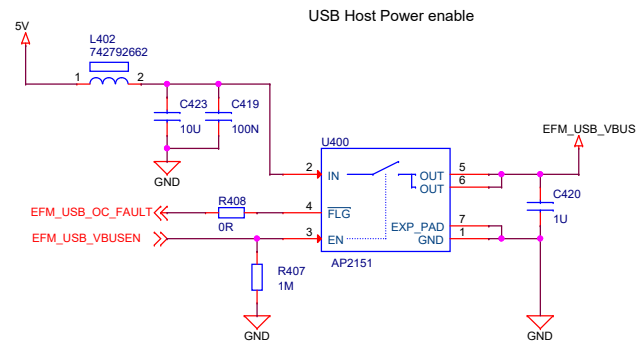 USB Host Power enable
5V
L402
742792662
1
2
C423
10U
C419
100N
GND
U400
EFM_USB_VBUS
2
IN
OUT
5
OUT
6
C420
1U
EFM_USB_OC_FAULT
R408
0R
4
FLG
EFM_USB_VBUSEN
3
EN
EXP_PAD
7
GND
1
AP2151
R407
1M
GND
GND